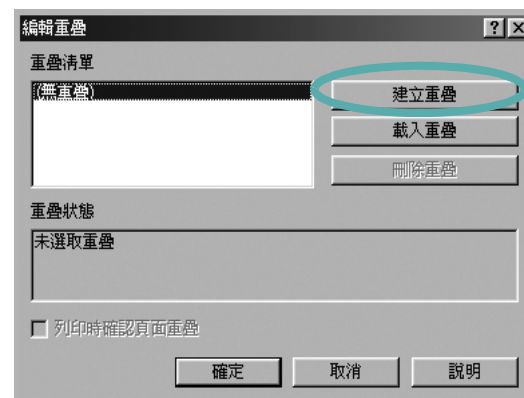 編輯重疊
重疊清單
(無重疊)
建立重疊
載入重疊
刪除重疊
重疊狀態
未選取重疊
列印時確認頁面重疊
確定 取消 說明